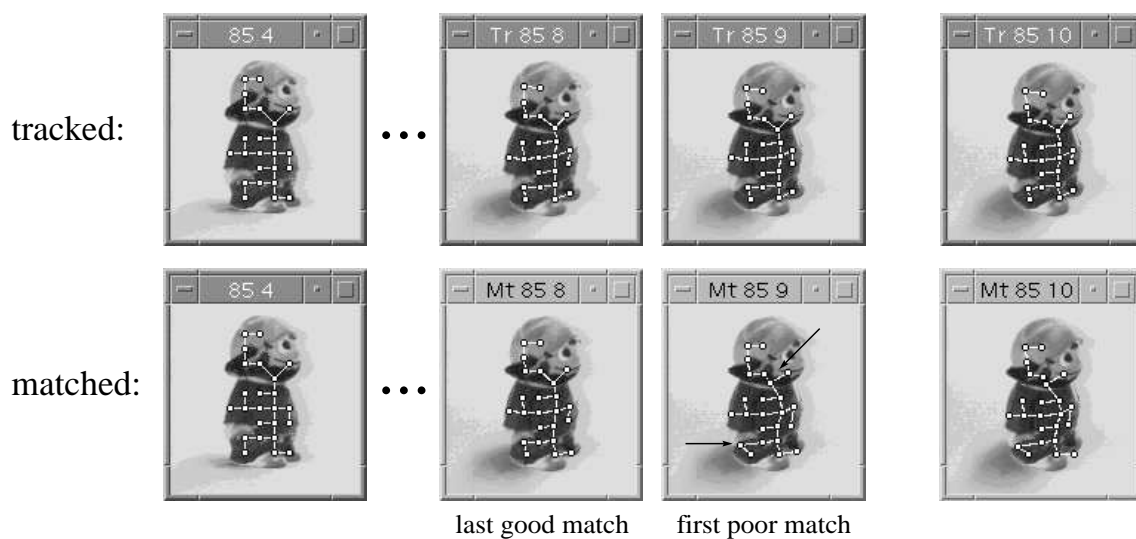 85 4
Tr 85 8
Tr 85 9
Tr 85 10
tracked:
•••
85 4
Mt 85 8
Mt 85 9
Mt 85 10
matched:
•••
last good match
first poor match